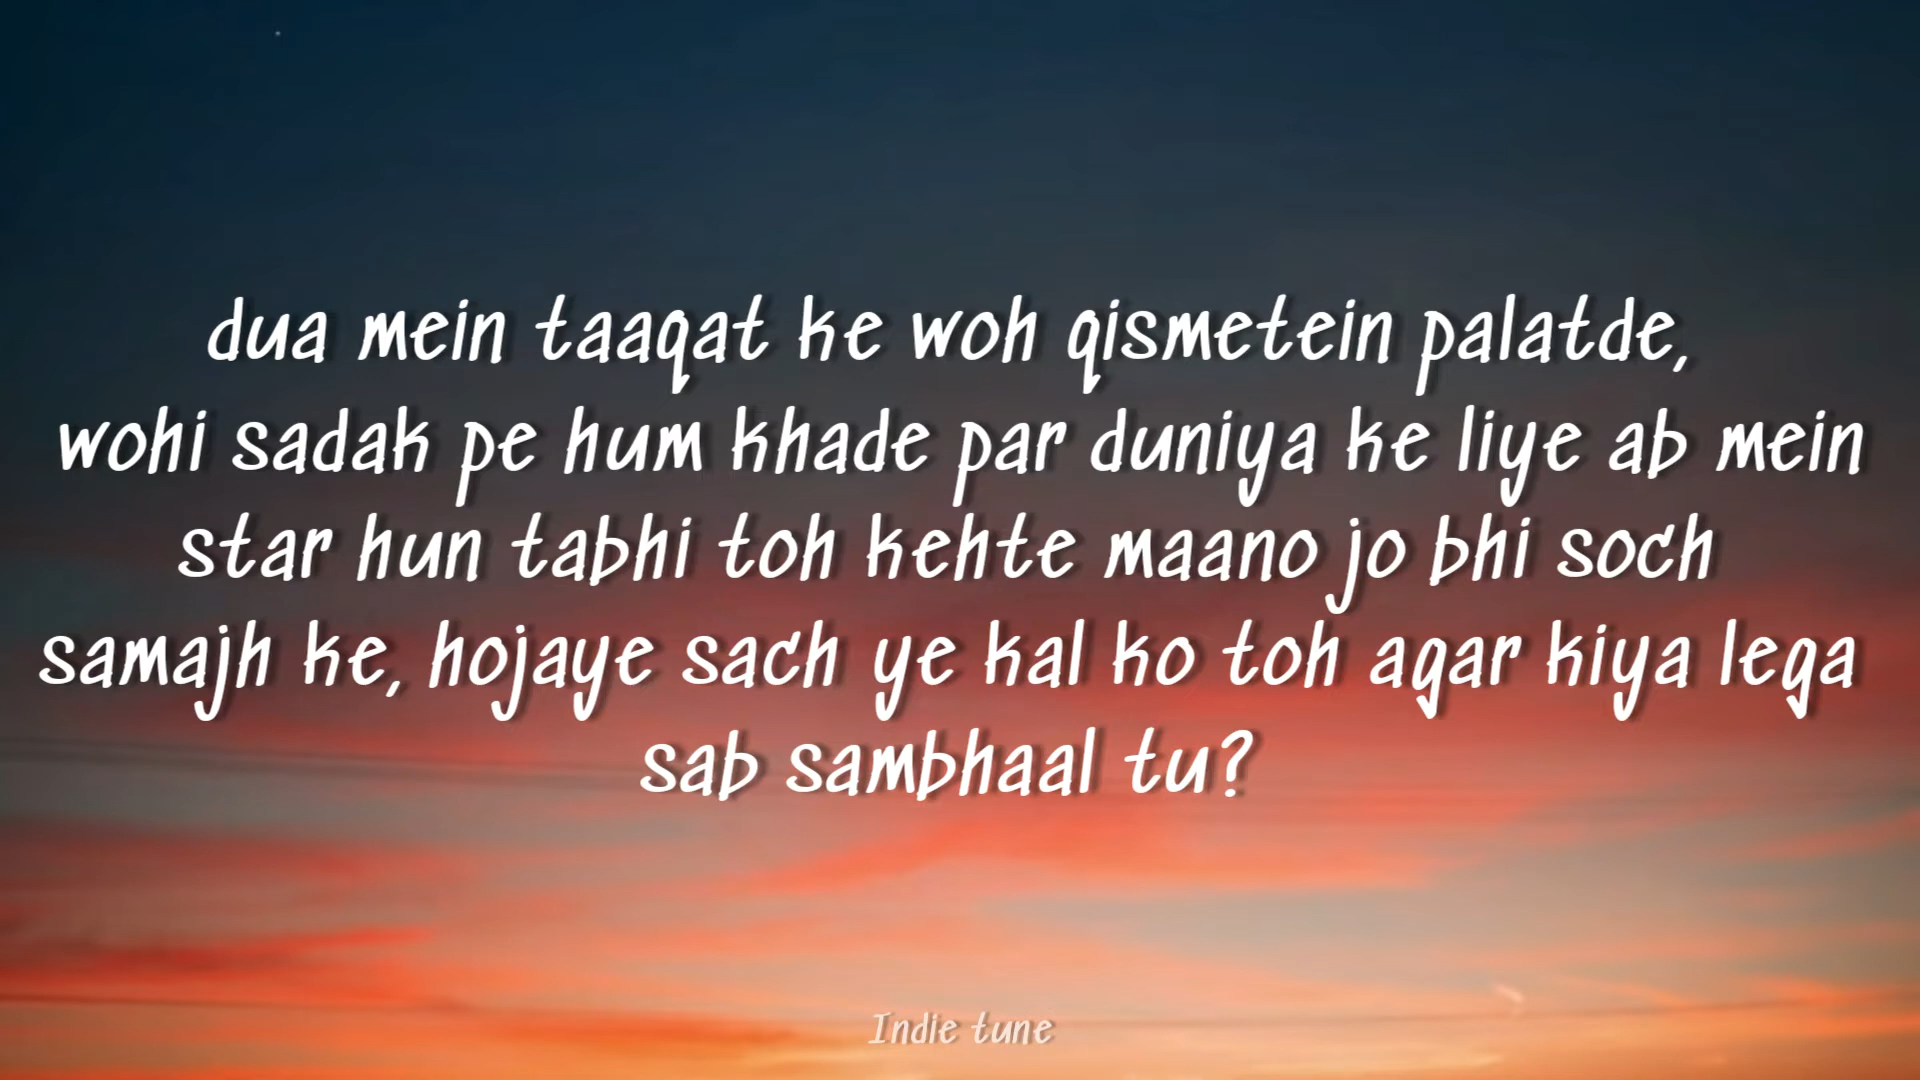 dua mein taaqat ke woh qismetein palatde,
wohi sadak pe hum khade par duniya ke liye ab mein
star hun tabhi toh kehte maano jo bhi soch
samajh ke, hojaye sach ye kal ko toh agar kiya lega
sab sambhaal tu?
Indie tune